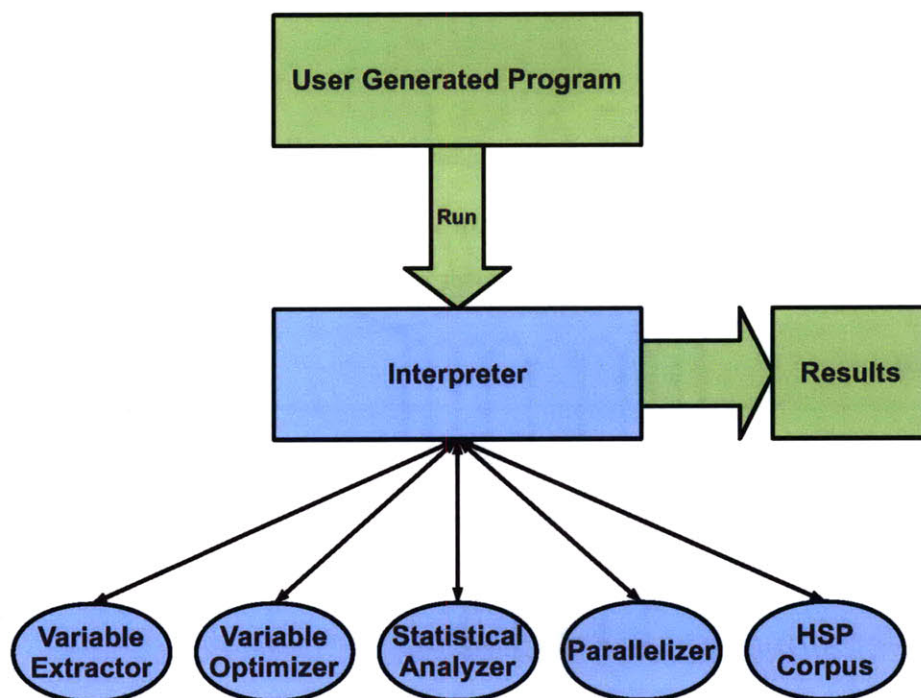 User Generated Program
Run
Interpreter
Results
Variable
Extractor
Variable
Optimizer
Statistical
Analyzer
Parallelizer
HSP
Corpus